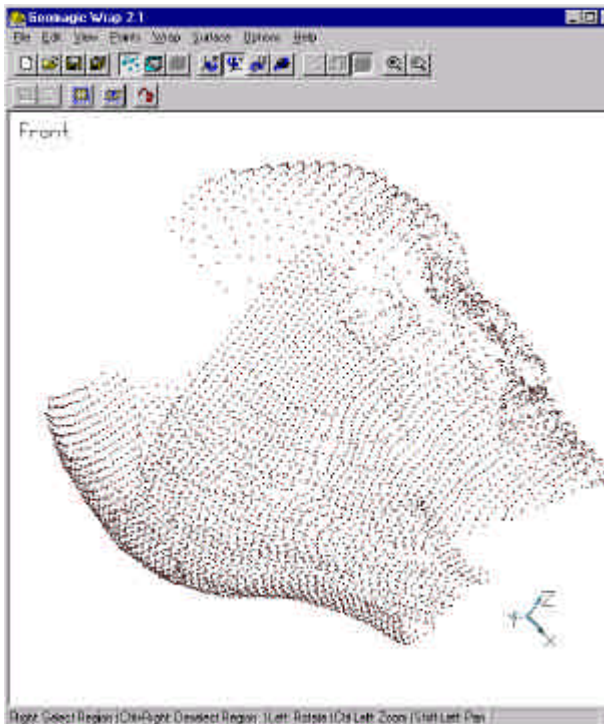 Geomagic Wrap 2.1
File Edit View Points Wrap Surface Options Help
Front
Z
Y
X
Right: Select Region | Ctrl+Right: Deselect Region | Left: Rotate | Ctrl Left: Zoom | Shift Left: Pan